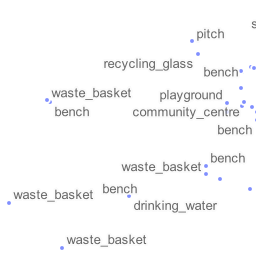 s
pitch
recycling_glass
bench
waste_basket
playground
bench
community_centre
bench
bench
waste_basket
bench
waste_basket
drinking_water
waste_basket